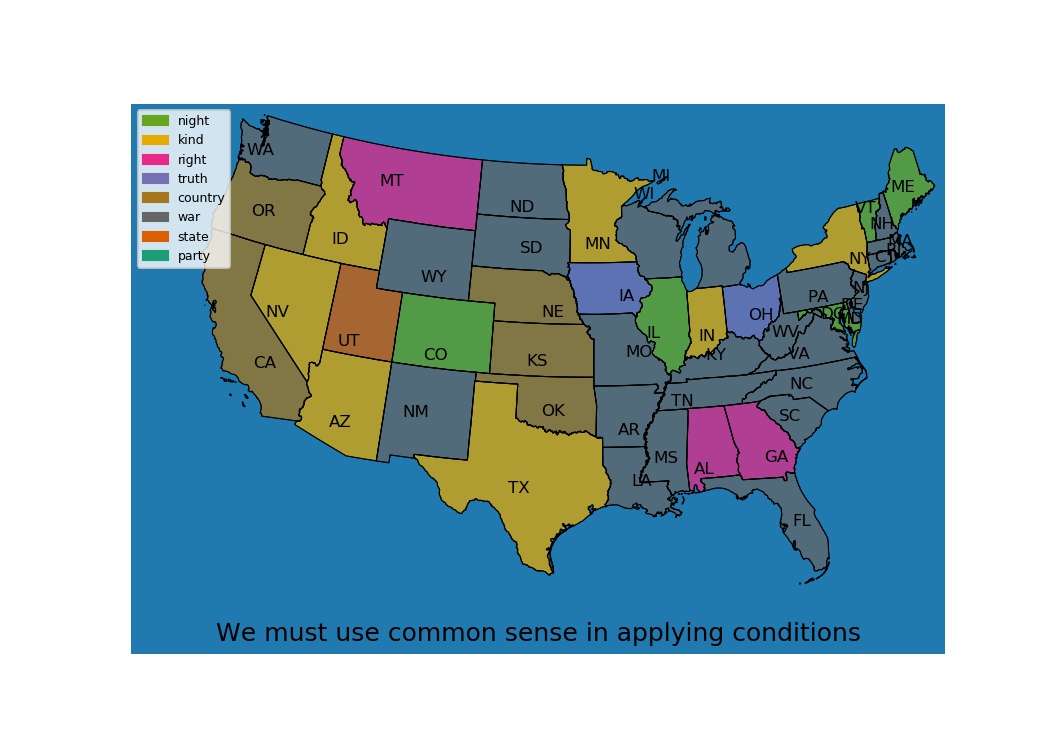 night
kind
right
truth
country
war
state
party
WA
OR
CA
NV
ID
MT
WY
UT
AZ
CO
NM
ND
SD
NE
KS
OK
TX
MN
IA
MO
AR
LA
WI
MI
IL
IN
OH
KY
TN
MS
AL
GA
FL
SC
NC
VA
WV
PA
NY
VT
NH
ME
MA
RI
CT
NJ
DE
MD
DC
We must use common sense in applying conditions